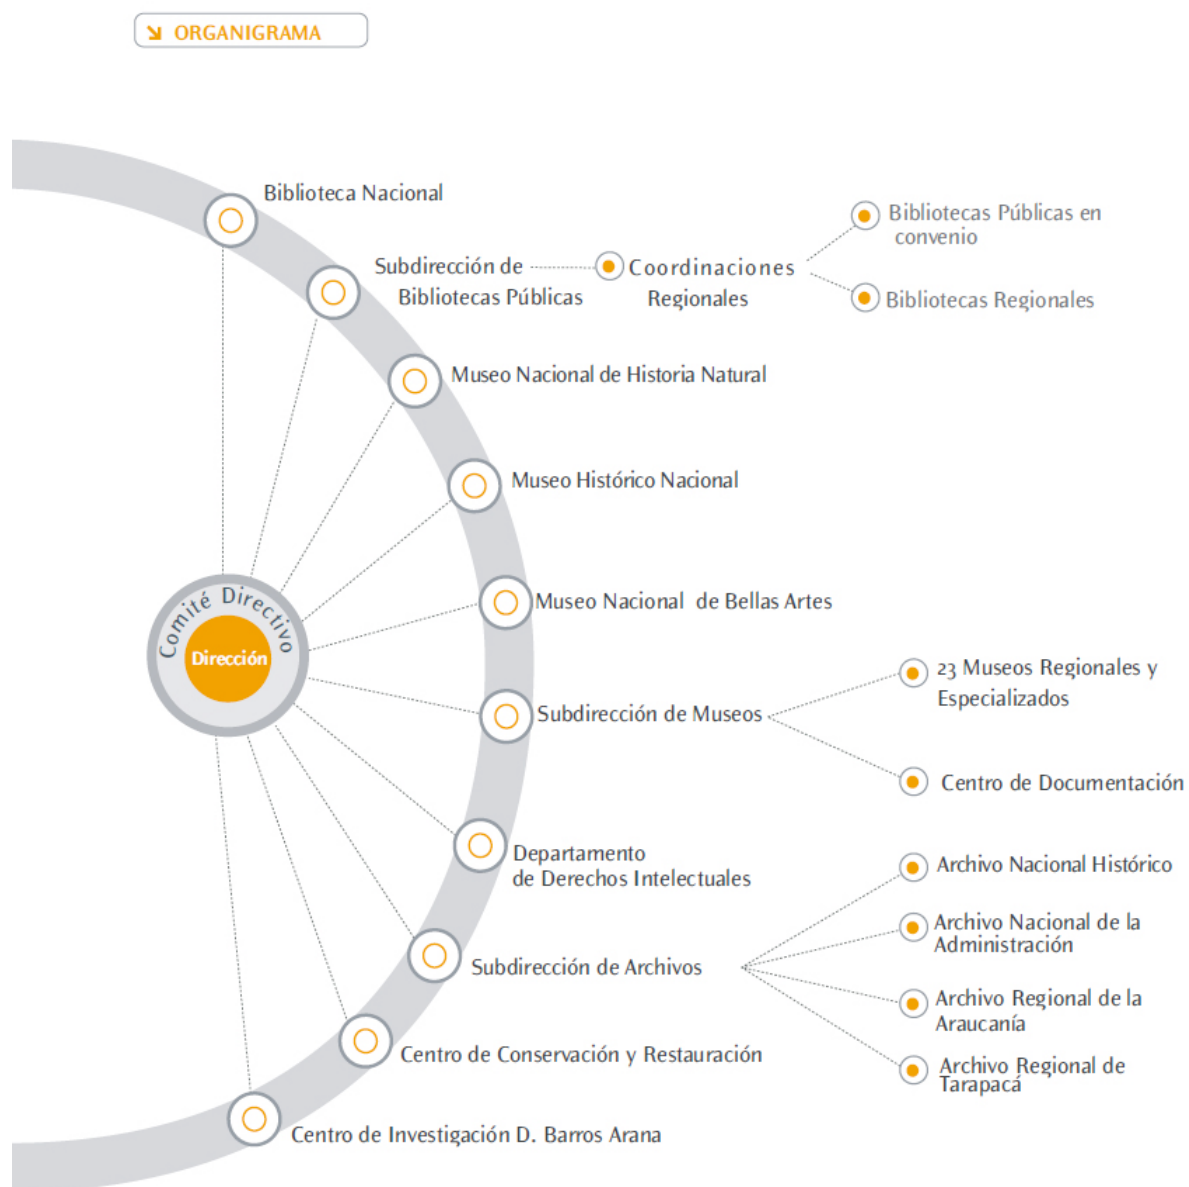 ORGANIGRAMA
Biblioteca Nacional
Subdirección de
Bibliotecas Públicas
Coordinaciones
Regionales
Bibliotecas Públicas en
convenio
Bibliotecas Regionales
Museo Nacional de Historia Natural
Museo Histórico Nacional
Museo Nacional de Bellas Artes
Comité Directivo
Dirección
Subdirección de Museos
23 Museos Regionales y
Especializados
Centro de Documentación
Departamento
de Derechos Intelectuales
Subdirección de Archivos
Archivo Nacional Histórico
Archivo Nacional de la
Administración
Archivo Regional de la
Araucanía
Archivo Regional de
Tarapacá
Centro de Conservación y Restauración
Centro de Investigación D. Barros Arana